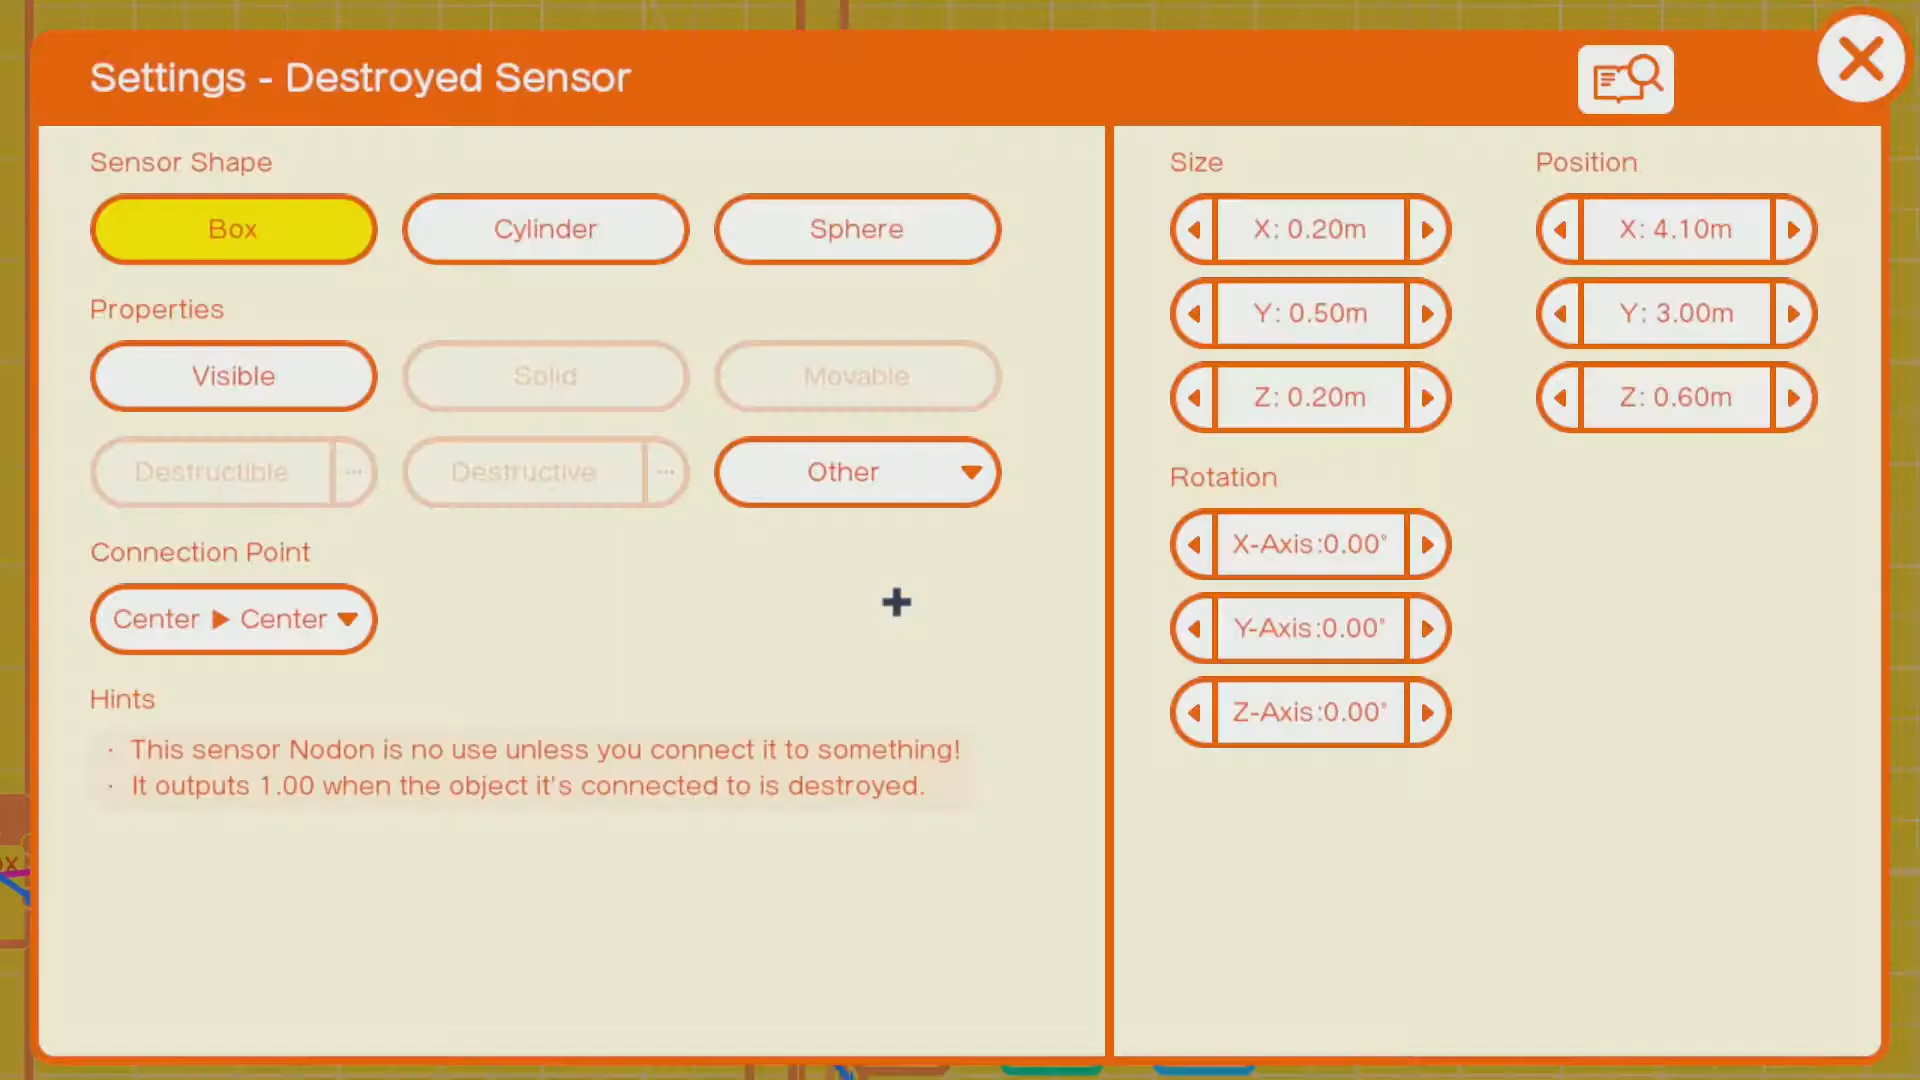 Settings - Destroyed Sensor
Sensor Shape
Box
Cylinder
Sphere
Properties
Visible
Solid
Movable
Destructible
Destructive
Other
Connection Point
Center ▶ Center
Hints
· This sensor Nodon is no use unless you connect it to something!
· It outputs 1.00 when the object it's connected to is destroyed.
Size
X: 0.20m
Y: 0.50m
Z: 0.20m
Position
X: 4.10m
Y: 3.00m
Z: 0.60m
Rotation
X-Axis:0.00°
Y-Axis:0.00°
Z-Axis:0.00°